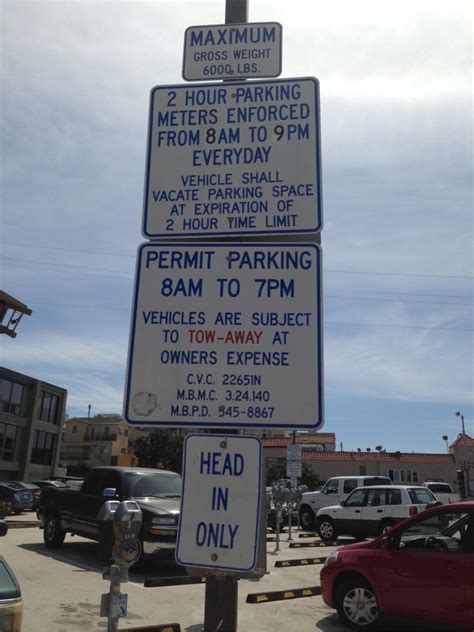 MAXIMUM
GROSS WEIGHT
6000 LBS.
2 HOUR PARKING
METERS ENFORCED
FROM 8AM TO 9PM
EVERYDAY
VEHICLE SHALL
VACATE PARKING SPACE
AT EXPIRATION OF
2 HOUR TIME LIMIT
PERMIT PARKING
8AM TO 7PM
VEHICLES ARE SUBJECT
TO TOW-AWAY AT
OWNERS EXPENSE
C.V.C. 22651N
M.B.M.C. 3.24.140
M.B.P.D. 545-8867
HEAD
IN
ONLY